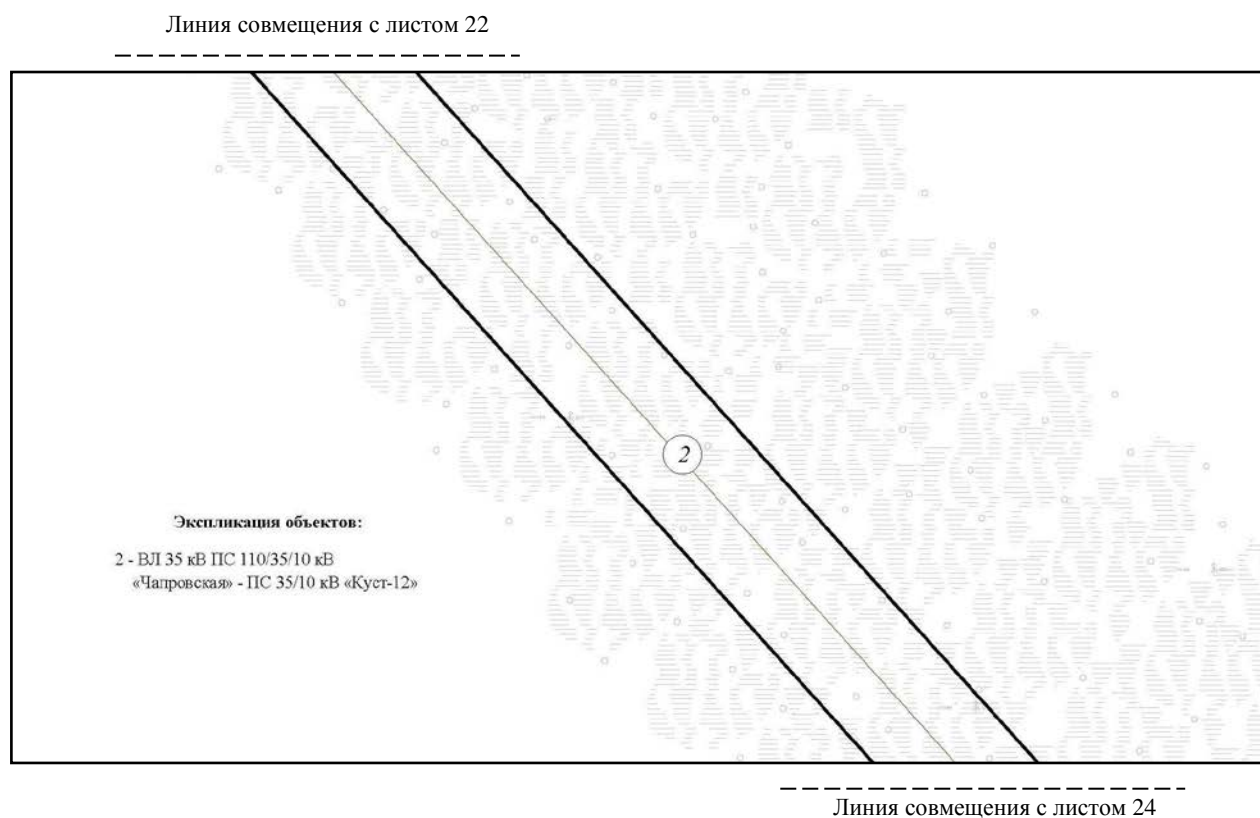 Линия совмещения с листом 22
2
Экспликация объектов:
2 - ВЛ 35 кВ ПС 110/35/10 кВ
«Чапровская» - ПС 35/10 кВ «Куст-12»
Линия совмещения с листом 24